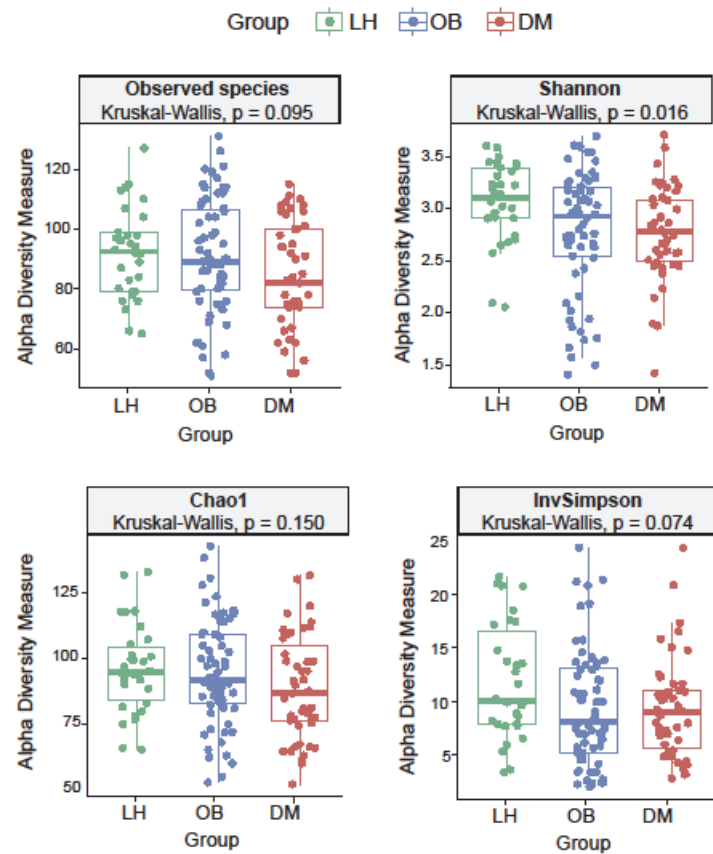 Group LH OB DM
Observed species
Kruskal-Wallis, p = 0.095
Alpha Diversity Measure
120
100
80
60
LH OB DM
Group
Shannon
Kruskal-Wallis, p = 0.016
Alpha Diversity Measure
3.5
3.0
2.5
2.0
1.5
LH OB DM
Group
Chao1
Kruskal-Wallis, p = 0.150
Alpha Diversity Measure
125
100
75
50
LH OB DM
Group
InvSimpson
Kruskal-Wallis, p = 0.074
Alpha Diversity Measure
25
20
15
10
5
LH OB DM
Group